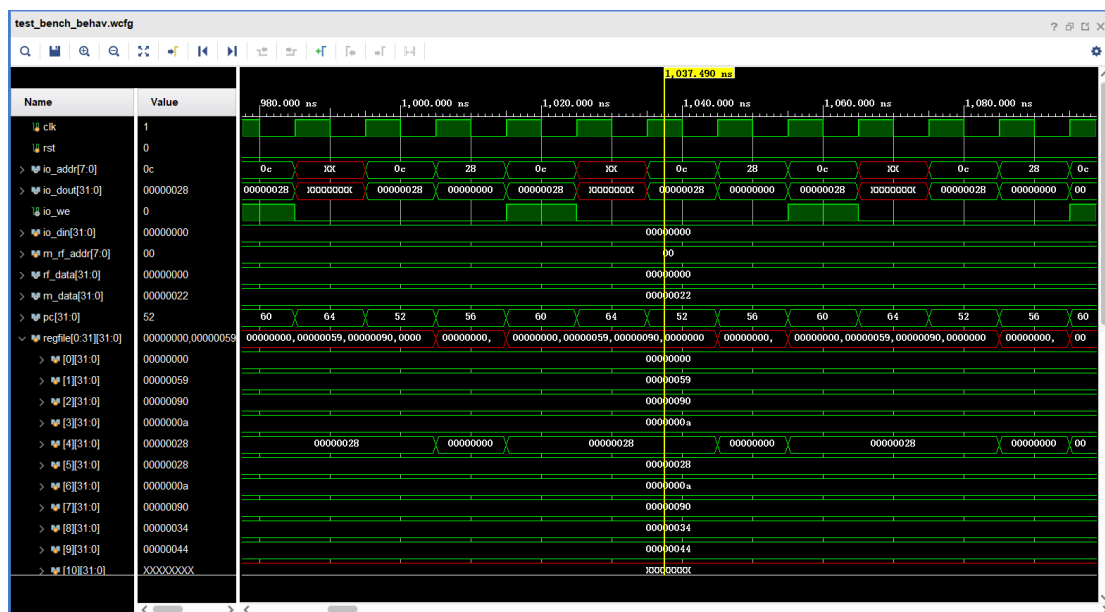 test_bench_behav.wcfg
1,037.490 ns
Name Value 980.000 ns 1,000.000 ns 1,020.000 ns 1,040.000 ns 1,060.000 ns 1,080.000 ns
clk 1
rst 0
io_addr[7:0] 0c 0c XX 0c 28 0c XX 0c 28 0c XX 0c 28 0c
io_dout[31:0] 00000028 00000028 XXXXXXXX 00000028 00000000 00000028 XXXXXXXX 00000028 00000000 00000028 XXXXXXXX 00000028 00000000 00
io_we 0
io_din[31:0] 00000000 00000000
m_rf_addr[7:0] 00 00
rf_data[31:0] 00000000 00000000
m_data[31:0] 00000022 00000022
pc[31:0] 52 60 64 52 56 60 64 52 56 60 64 52 56 60
regfile[0:31][31:0] 00000000,00000059 00000000,00000059,00000090,0000 00000000, 00000000,00000059,00000090,0000000 00000000, 00000000,00000059,00000090,0000000 00000000, 00
[0][31:0] 00000000 00000000
[1][31:0] 00000059 00000059
[2][31:0] 00000090 00000090
[3][31:0] 0000000a 0000000a
[4][31:0] 00000028 00000028 00000000 00000028 00000000 00000028 00000000 00
[5][31:0] 00000028 00000028
[6][31:0] 0000000a 0000000a
[7][31:0] 00000090 00000090
[8][31:0] 00000034 00000034
[9][31:0] 00000044 00000044
[10][31:0] XXXXXXXX XXXXXXXX